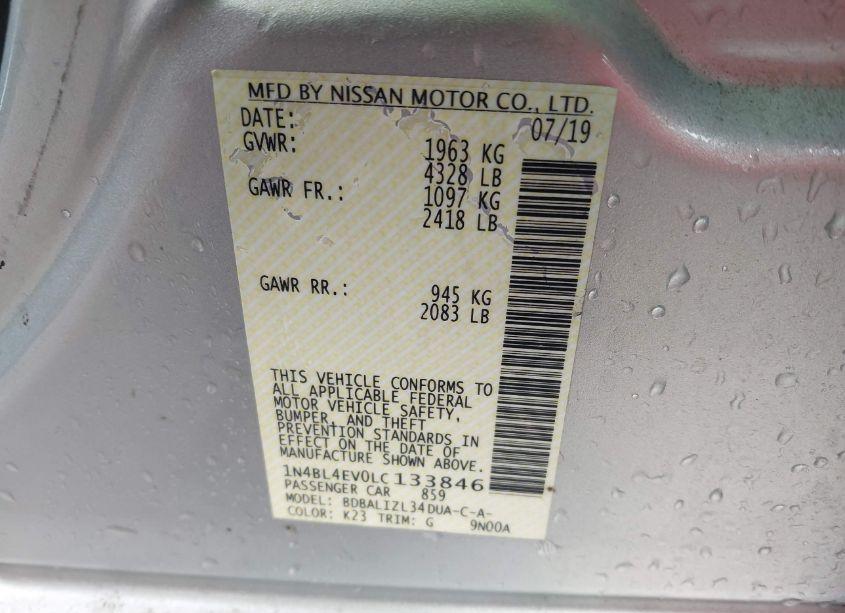 MFD BY NISSAN MOTOR CO., LTD.
DATE: 07/19
GVWR: 1963 KG
4328 LB
GAWR FR.: 1097 KG
2418 LB
GAWR RR.: 945 KG
2083 LB
THIS VEHICLE CONFORMS TO
ALL APPLICABLE FEDERAL
MOTOR VEHICLE SAFETY,
BUMPER, AND THEFT
PREVENTION STANDARDS IN
EFFECT ON THE DATE OF
MANUFACTURE SHOWN ABOVE.
1N4BL4EV0LC133846
PASSENGER CAR 859
MODEL: BDBALIZL34DUA-C-A-
COLOR: K23 TRIM: G 9N00A